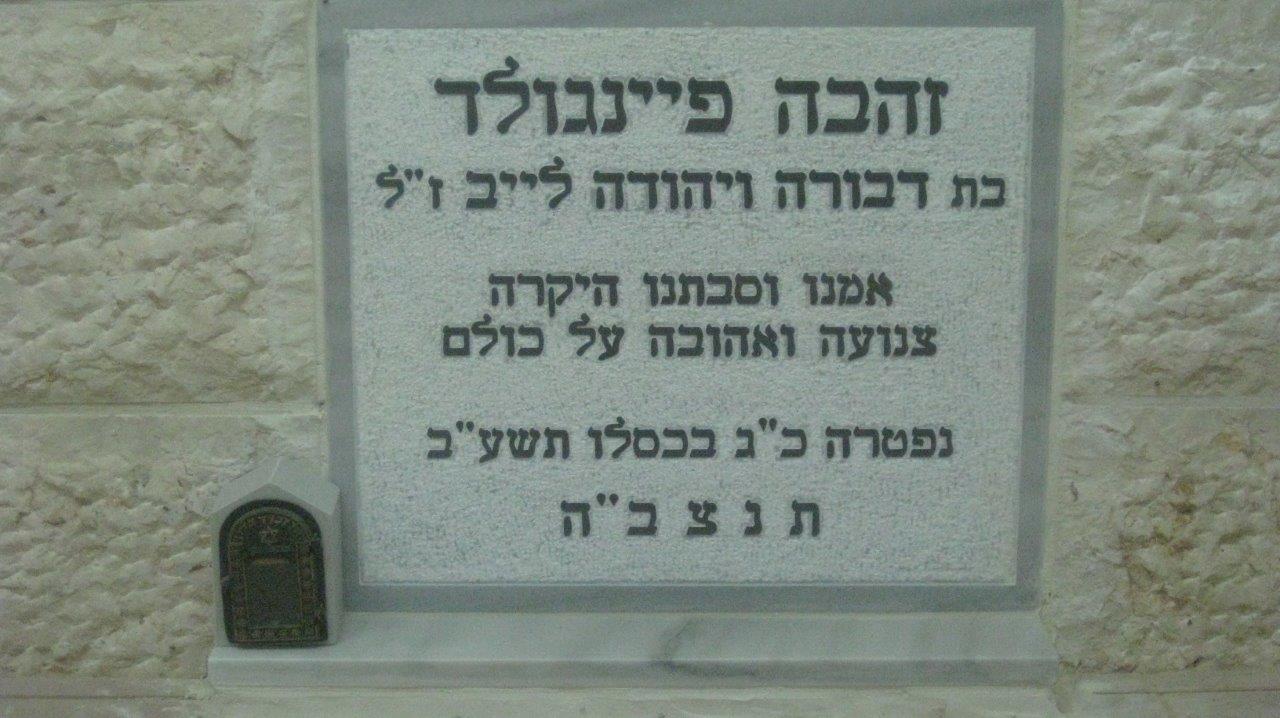 זהבה פיינגולד
בת דבורה ויהודה לייב ז"ל
אמנו וסבתנו היקרה
צנועה ואהובה על כולם
נפטרה כ"ג בכסלו תשע"ב
ת נ צ ב"ה